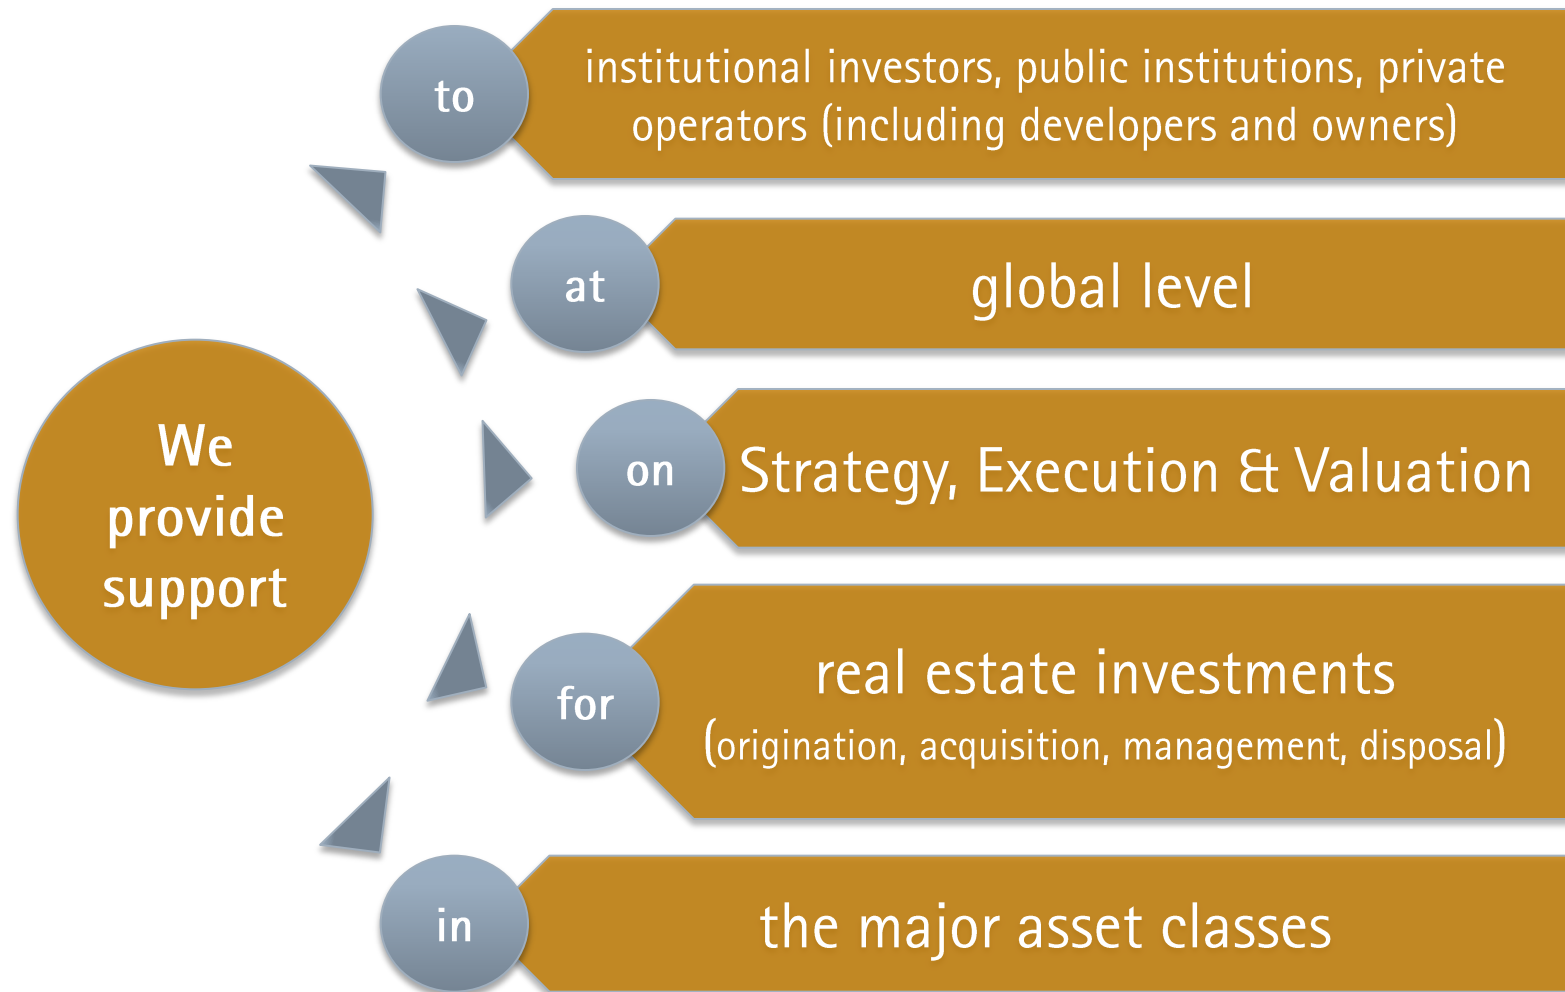 We
provide
support
to
institutional investors, public institutions, private
operators (including developers and owners)
at
global level
on
Strategy, Execution & Valuation
for
real estate investments
(origination, acquisition, management, disposal)
in
the major asset classes